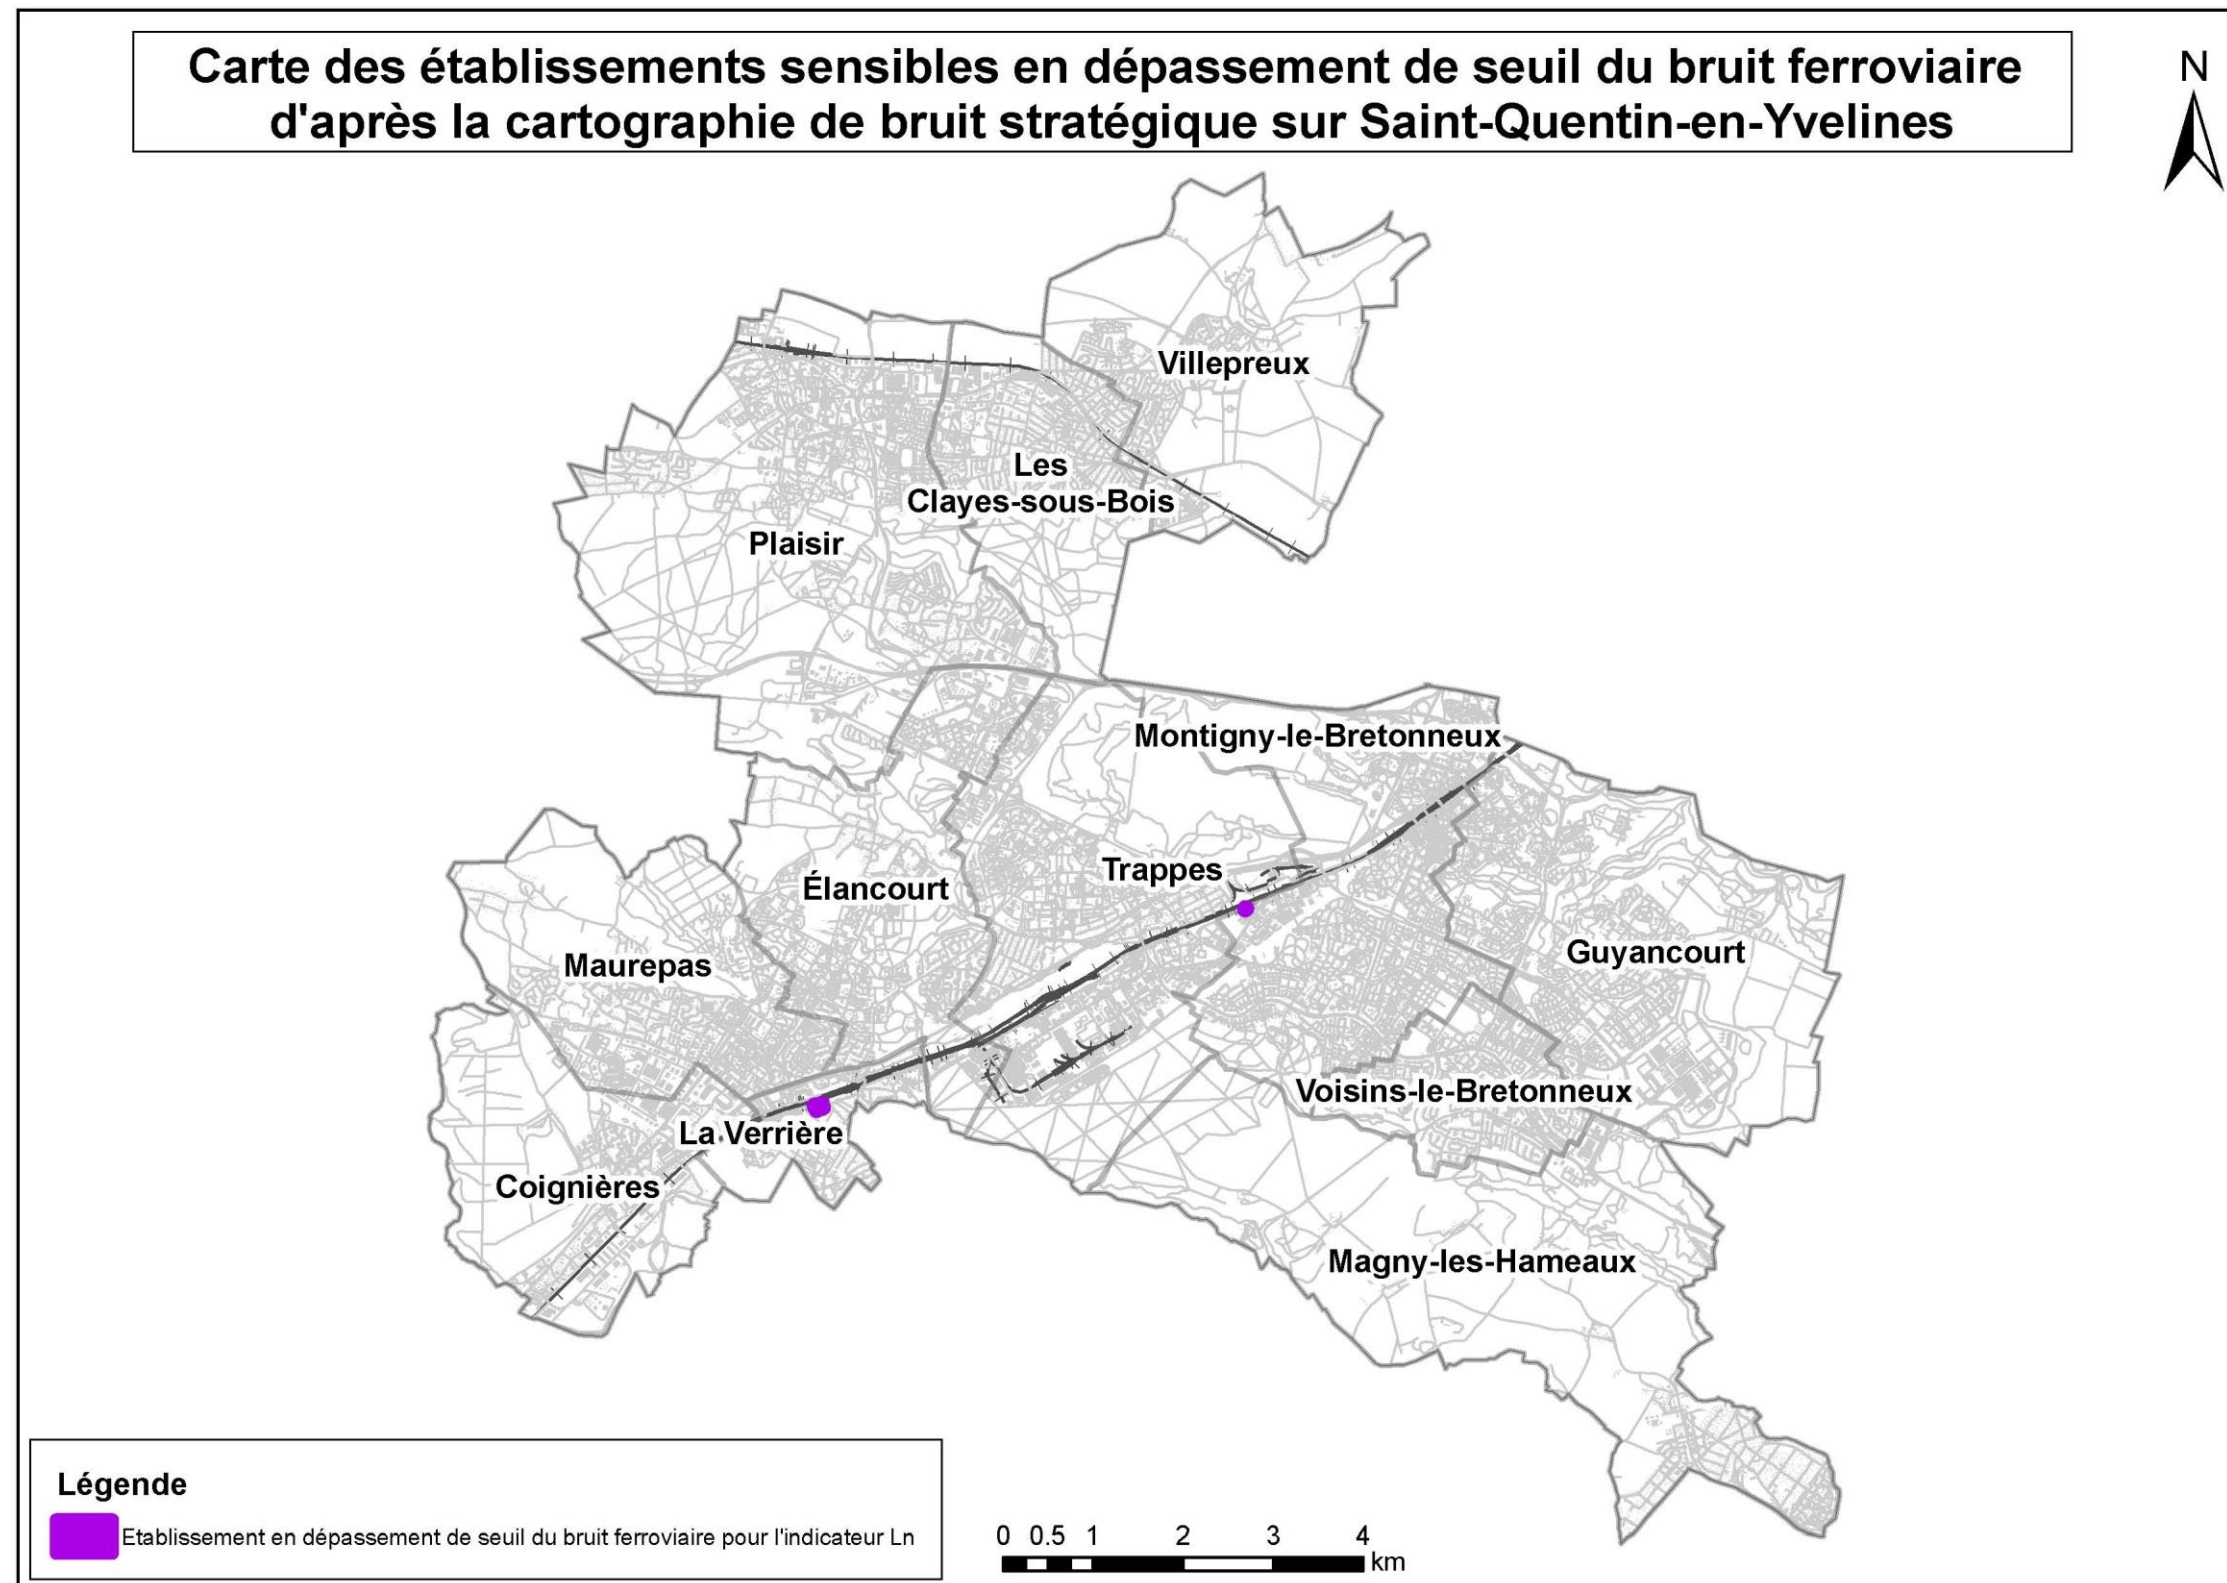 Carte des établissements sensibles en dépassement de seuil du bruit ferroviaire
d'après la cartographie de bruit stratégique sur Saint-Quentin-en-Yvelines
N
Villepreux
Les
Clayes-sous-Bois
Plaisir
Montigny-le-Bretonneux
Trappes
Élancourt
Guyancourt
Maurepas
Voisins-le-Bretonneux
La Verrière
Coignières
Magny-les-Hameaux
Légende
Etablissement en dépassement de seuil du bruit ferroviaire pour l'indicateur Ln
0 0.5 1 2 3 4
km